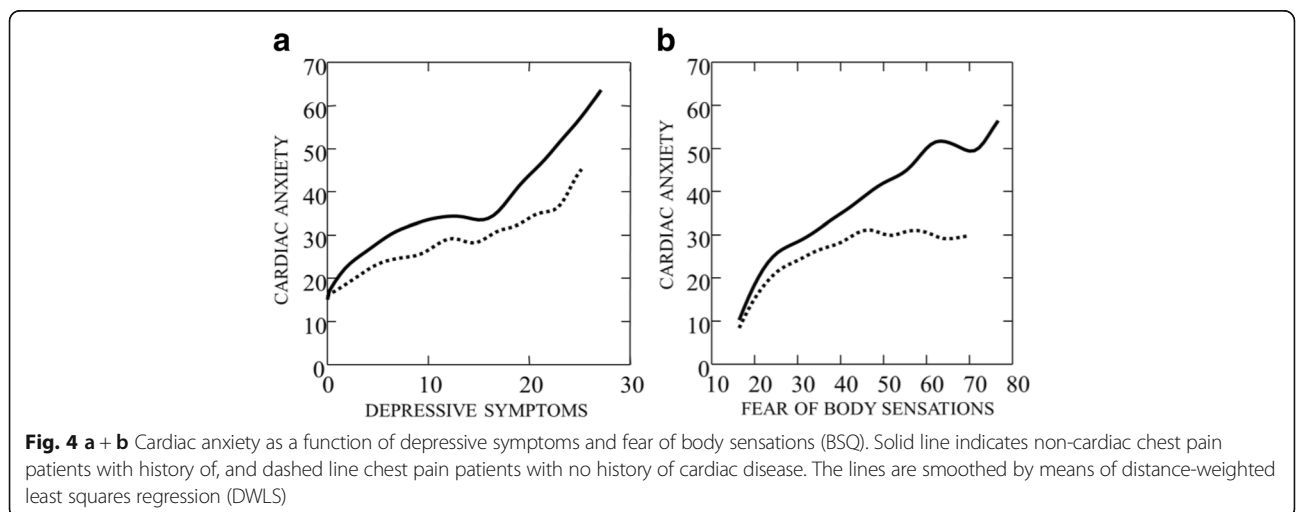 a
70
60
50
40
30
20
10
0
CARDIAC ANXIETY
0 10 20 30
DEPRESSIVE SYMPTOMS
b
70
60
50
40
30
20
10
0
CARDIAC ANXIETY
10 20 30 40 50 60 70 80
FEAR OF BODY SENSATIONS
Fig. 4 a + b Cardiac anxiety as a function of depressive symptoms and fear of body sensations (BSQ). Solid line indicates non-cardiac chest pain
patients with history of, and dashed line chest pain patients with no history of cardiac disease. The lines are smoothed by means of distance-weighted
least squares regression (DWLS)